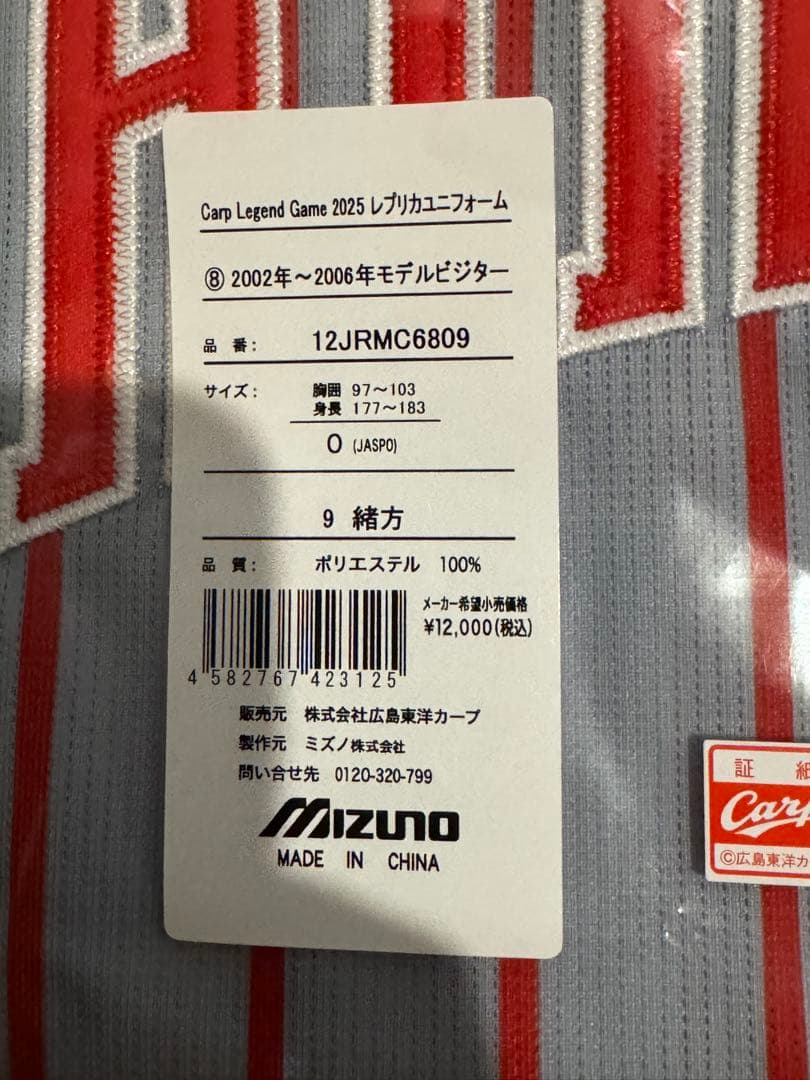 Carp Legend Game 2025 レプリカユニフォーム
⑧ 2002年～2006年モデルビジター
品 番: 12JRMC6809
サイズ: 胸囲 97～103
身長 177～183
O (JASPO)
9 緒方
品 質: ポリエステル 100%
メーカー希望小売価格
¥12,000(税込)
4 582767 423125
販売元 株式会社広島東洋カープ
製作元 ミズノ株式会社
問い合せ先 0120-320-799
MIZUNO
MADE IN CHINA
証 紙
Carp
©広島東洋カ